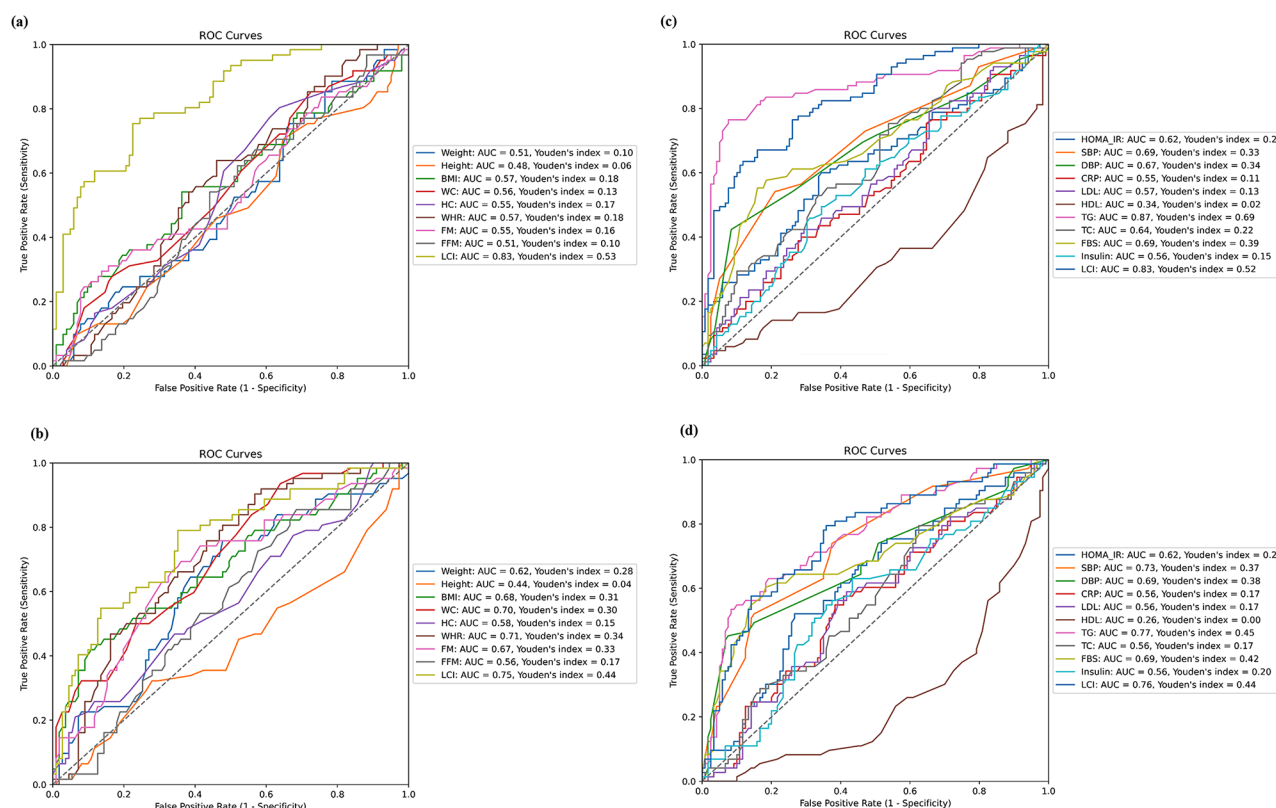 (a)
ROC Curves
True Positive Rate (Sensitivity)
1.0
0.8
0.6
0.4
0.2
0.0
0.0 0.2 0.4 0.6 0.8 1.0
False Positive Rate (1 - Specificity)
Weight: AUC = 0.51, Youden's index = 0.10
Height: AUC = 0.48, Youden's index = 0.06
BMI: AUC = 0.57, Youden's index = 0.18
WC: AUC = 0.56, Youden's index = 0.13
HC: AUC = 0.55, Youden's index = 0.17
WHR: AUC = 0.57, Youden's index = 0.18
FM: AUC = 0.55, Youden's index = 0.16
FFM: AUC = 0.51, Youden's index = 0.10
LCI: AUC = 0.83, Youden's index = 0.53
(c)
ROC Curves
True Positive Rate (Sensitivity)
1.0
0.8
0.6
0.4
0.2
0.0
0.0 0.2 0.4 0.6 0.8 1.0
False Positive Rate (1 - Specificity)
HOMA_IR: AUC = 0.62, Youden's index = 0.2
SBP: AUC = 0.69, Youden's index = 0.33
DBP: AUC = 0.67, Youden's index = 0.34
CRP: AUC = 0.55, Youden's index = 0.11
LDL: AUC = 0.57, Youden's index = 0.13
HDL: AUC = 0.34, Youden's index = 0.02
TG: AUC = 0.87, Youden's index = 0.69
TC: AUC = 0.64, Youden's index = 0.22
FBS: AUC = 0.69, Youden's index = 0.39
Insulin: AUC = 0.56, Youden's index = 0.15
LCI: AUC = 0.83, Youden's index = 0.52
(b)
ROC Curves
True Positive Rate (Sensitivity)
1.0
0.8
0.6
0.4
0.2
0.0
0.0 0.2 0.4 0.6 0.8 1.0
False Positive Rate (1 - Specificity)
Weight: AUC = 0.62, Youden's index = 0.28
Height: AUC = 0.44, Youden's index = 0.04
BMI: AUC = 0.68, Youden's index = 0.31
WC: AUC = 0.70, Youden's index = 0.30
HC: AUC = 0.58, Youden's index = 0.15
WHR: AUC = 0.71, Youden's index = 0.34
FM: AUC = 0.67, Youden's index = 0.33
FFM: AUC = 0.56, Youden's index = 0.17
LCI: AUC = 0.75, Youden's index = 0.44
(d)
ROC Curves
True Positive Rate (Sensitivity)
1.0
0.8
0.6
0.4
0.2
0.0
0.0 0.2 0.4 0.6 0.8 1.0
False Positive Rate (1 - Specificity)
HOMA_IR: AUC = 0.62, Youden's index = 0.2
SBP: AUC = 0.73, Youden's index = 0.37
DBP: AUC = 0.69, Youden's index = 0.38
CRP: AUC = 0.56, Youden's index = 0.17
LDL: AUC = 0.56, Youden's index = 0.17
HDL: AUC = 0.26, Youden's index = 0.00
TG: AUC = 0.77, Youden's index = 0.45
TC: AUC = 0.56, Youden's index = 0.17
FBS: AUC = 0.69, Youden's index = 0.42
Insulin: AUC = 0.56, Youden's index = 0.20
LCI: AUC = 0.76, Youden's index = 0.44